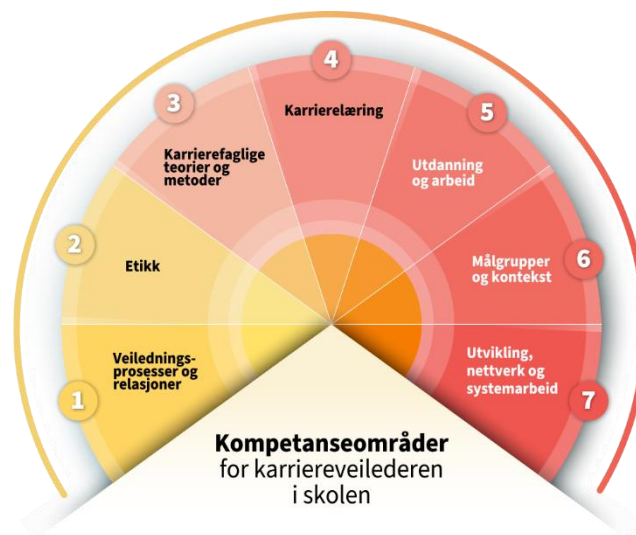 1
Veilednings-
prosesser og
relasjoner
2
Etikk
3
Karrierefaglige
teorier og
metoder
4
Karrierelæring
5
Utdanning
og arbeid
6
Målgrupper
og kontekst
7
Utvikling,
nettverk og
systemarbeid
Kompetanseområder
for karriereveilederen
i skolen